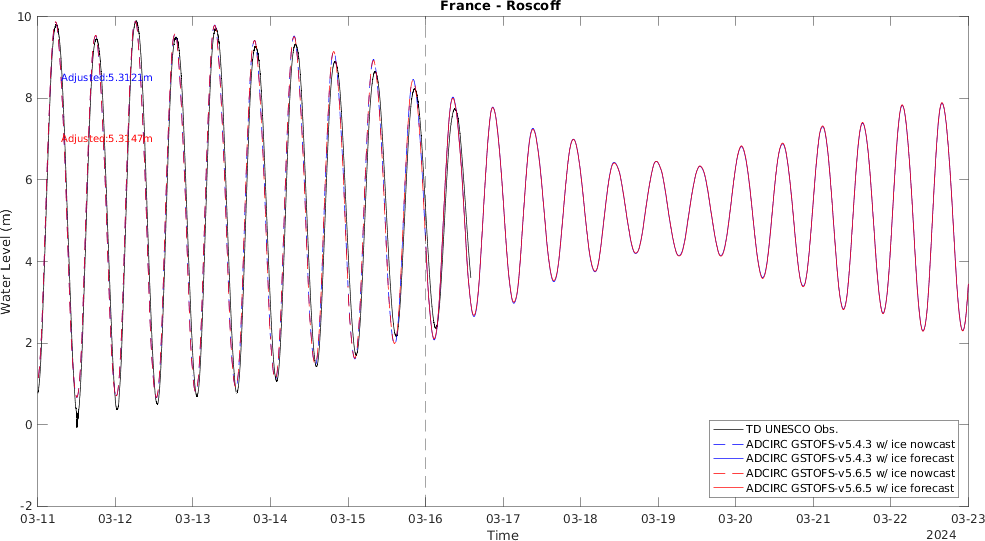 France - Roscoff
10
8
6
4
2
0
-2
Water Level (m)
Adjusted:5.3121m
Adjusted:5.3147m
TD UNESCO Obs.
ADCIRC GSTOFS-v5.4.3 w/ ice nowcast
ADCIRC GSTOFS-v5.4.3 w/ ice forecast
ADCIRC GSTOFS-v5.6.5 w/ ice nowcast
ADCIRC GSTOFS-v5.6.5 w/ ice forecast
03-11 03-12 03-13 03-14 03-15 03-16 03-17 03-18 03-19 03-20 03-21 03-22 03-23
Time
2024